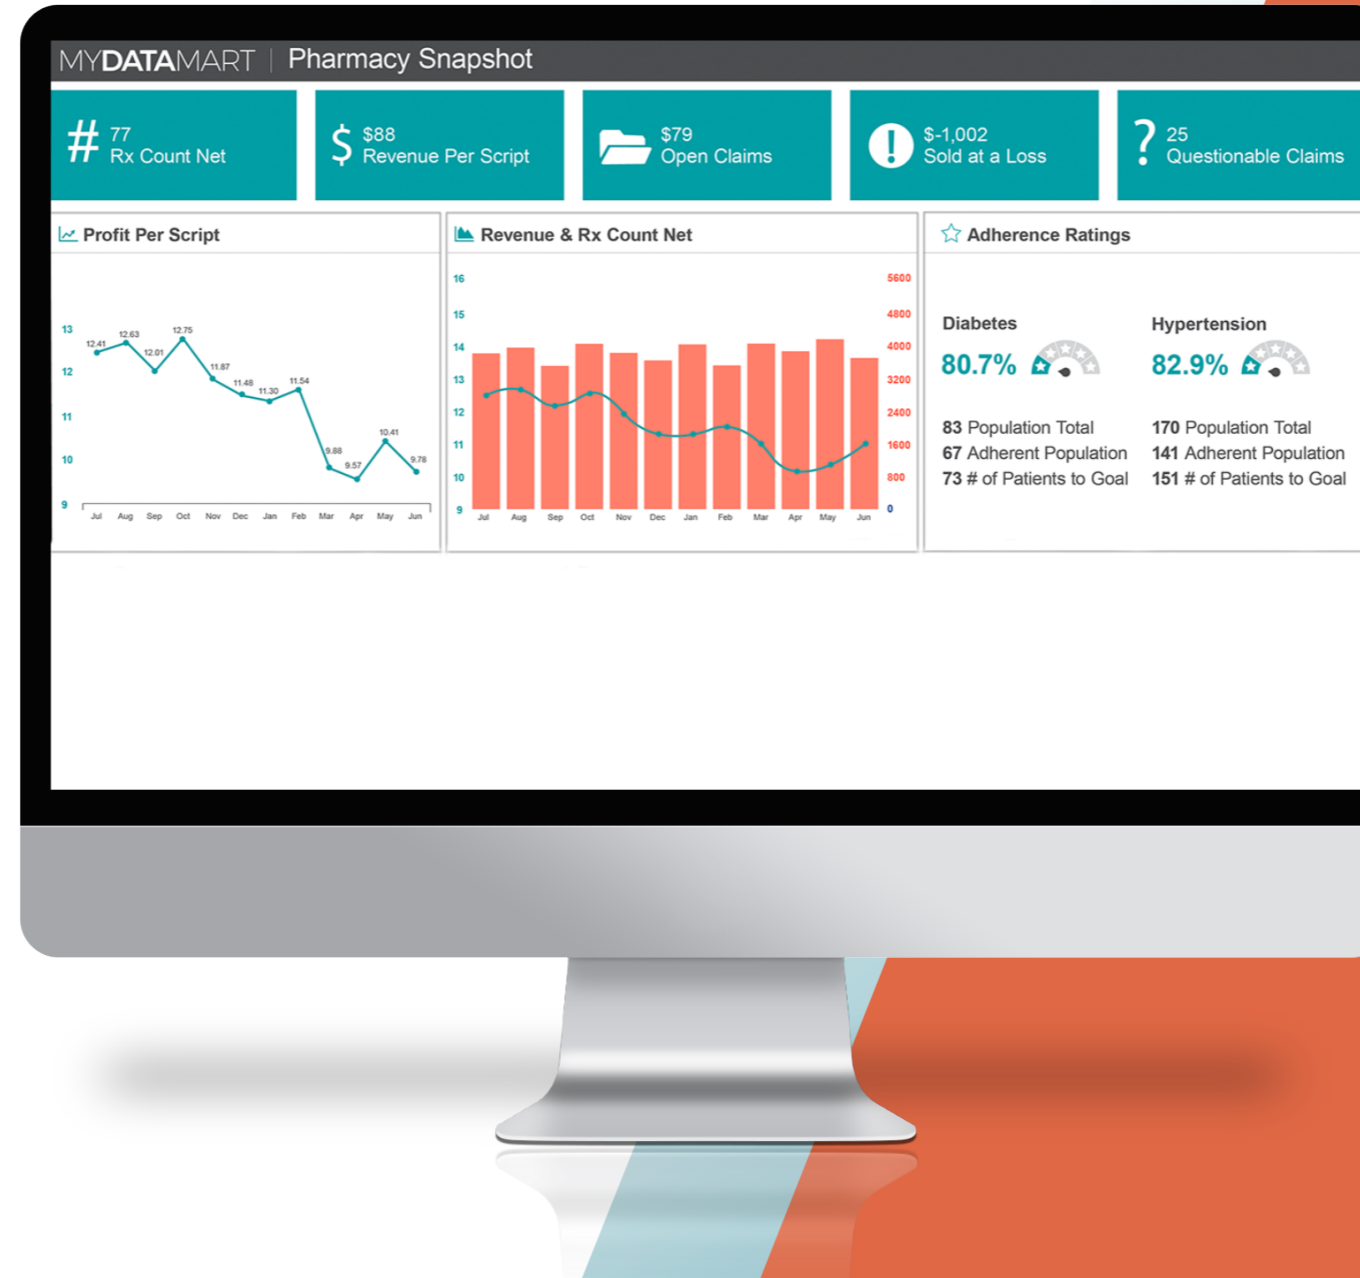 MYDATAMART | Pharmacy Snapshot
# 77
Rx Count Net
$ $88
Revenue Per Script
$79
Open Claims
! $-1,002
Sold at a Loss
? 25
Questionable Claims
Profit Per Script
13
12
11
10
9
12.41
12.63
12.01
12.75
11.87
11.48
11.30
11.54
9.88
9.57
10.41
9.78
Jul Aug Sep Oct Nov Dec Jan Feb Mar Apr May Jun
Revenue & Rx Count Net
16
15
14
13
12
11
10
9
5600
4800
4000
3200
2400
1600
800
0
Jul Aug Sep Oct Nov Dec Jan Feb Mar Apr May Jun
Adherence Ratings
Diabetes
80.7%
83 Population Total
67 Adherent Population
73 # of Patients to Goal
Hypertension
82.9%
170 Population Total
141 Adherent Population
151 # of Patients to Goal